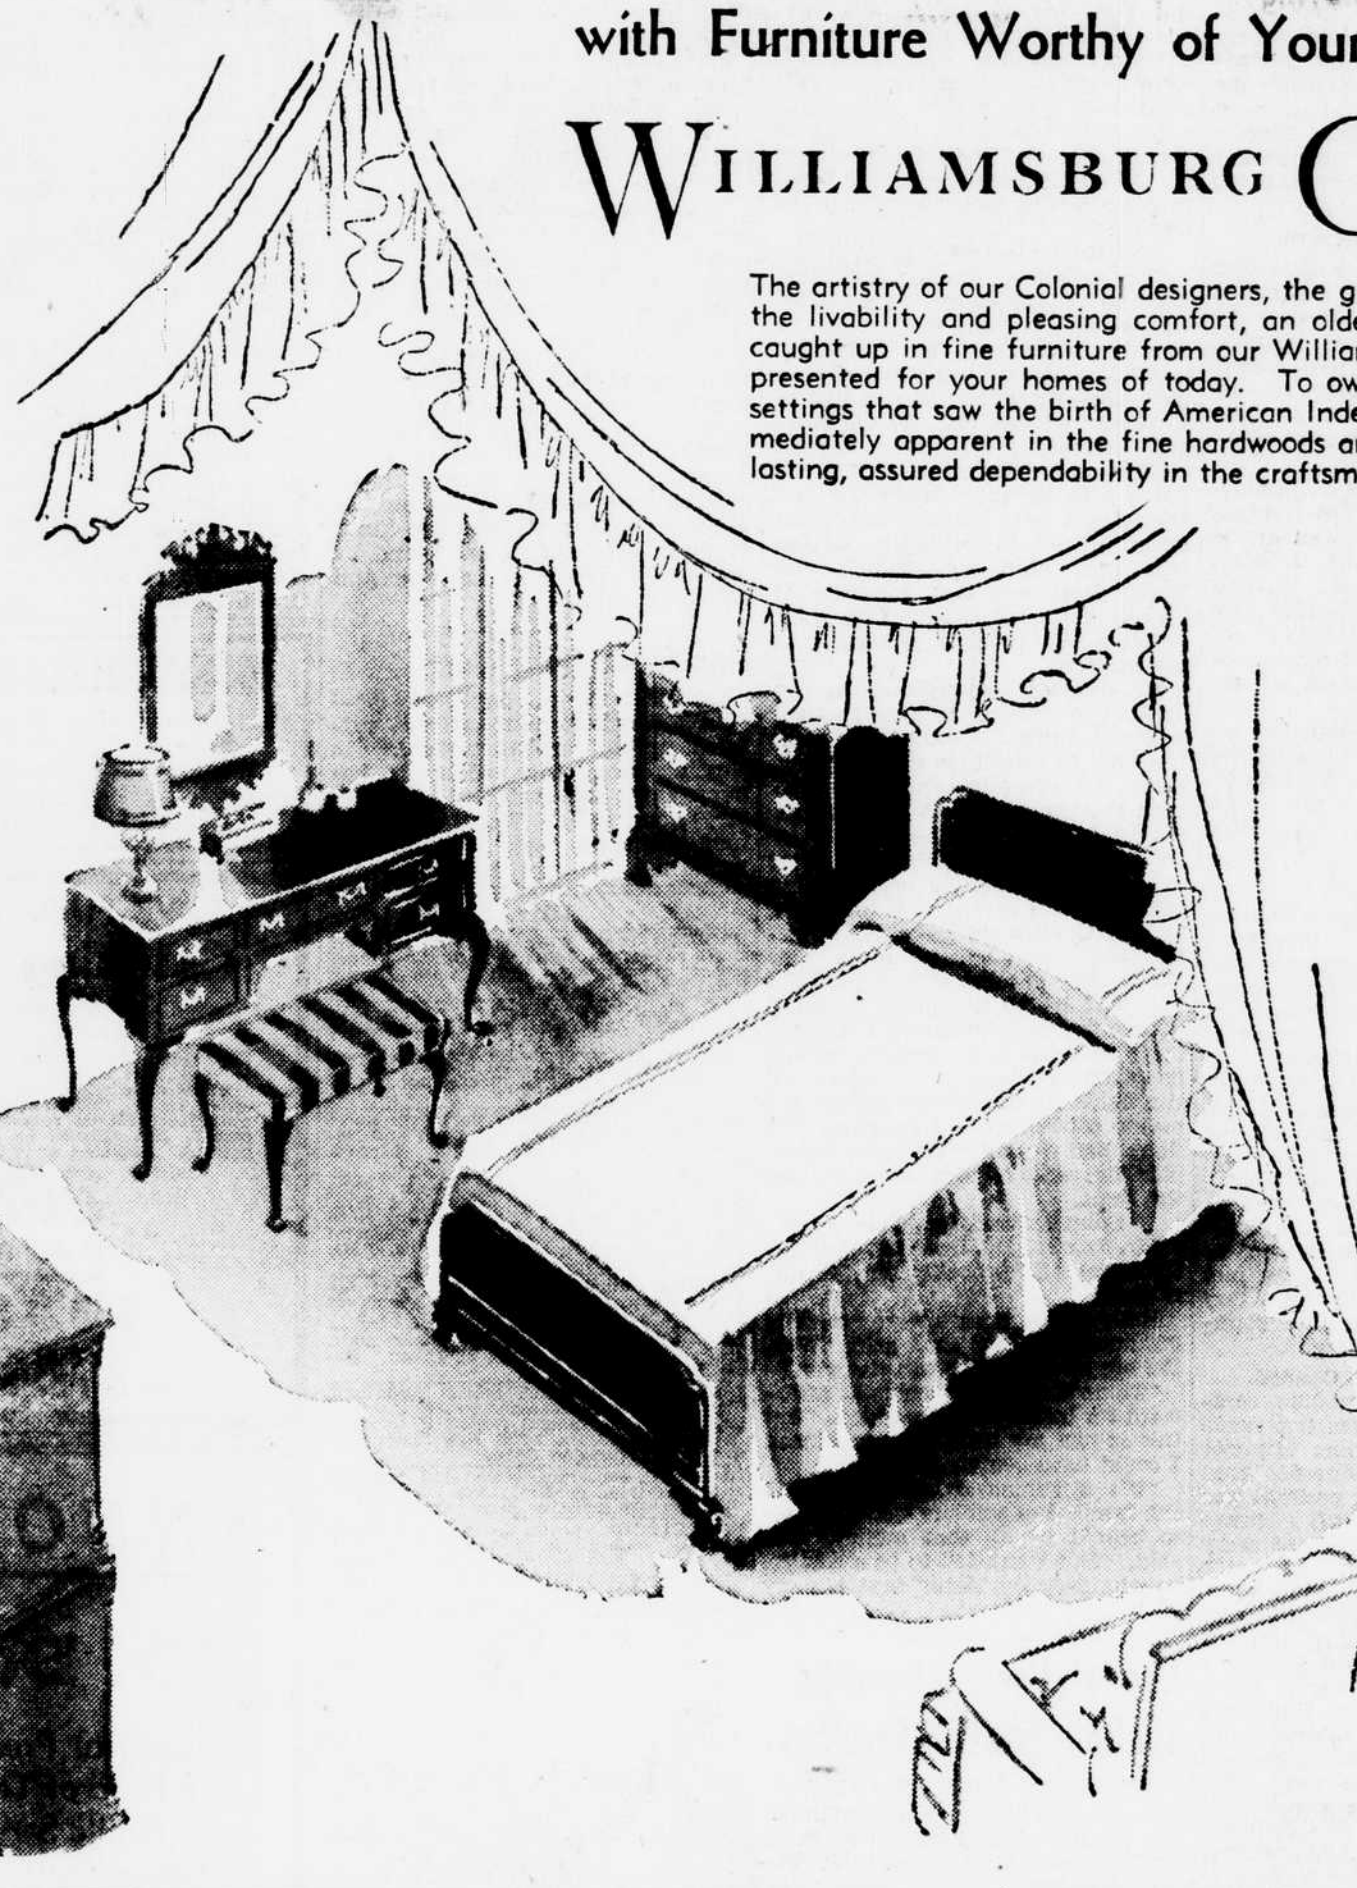 with Furniture Worthy of Your
WILLIAMSBURG
The artistry of our Colonial designers, the g
the livability and pleasing comfort, an olde
caught up in fine furniture from our Willia
presented for your homes of today. To ow
settings that saw the birth of American Inde
mediately apparent in the fine hardwoods a
lasting, assured dependability in the craftsm